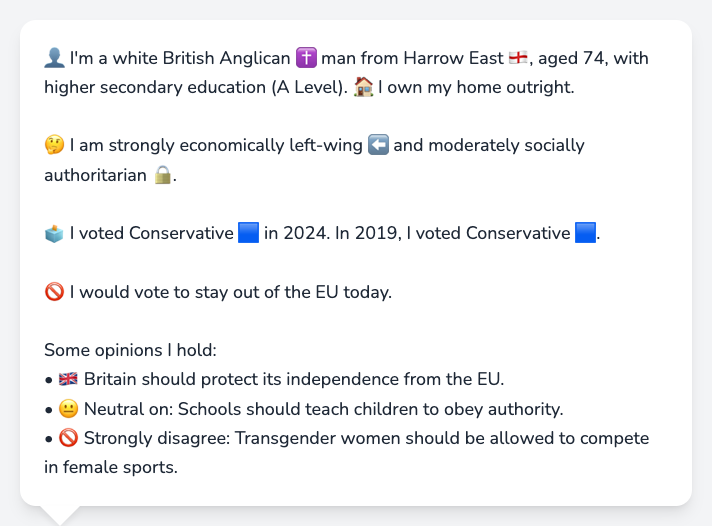 👤 I'm a white British Anglican ✝️ man from Harrow East 🏴󠁧󠁢󠁥󠁮󠁧󠁿, aged 74, with
higher secondary education (A Level). 🏠 I own my home outright.
🤔 I am strongly economically left-wing ⬅️ and moderately socially
authoritarian 🔒.
🗳️ I voted Conservative 🟦 in 2024. In 2019, I voted Conservative 🟦.
🚫 I would vote to stay out of the EU today.
Some opinions I hold:
• 🇬🇧 Britain should protect its independence from the EU.
• 😐 Neutral on: Schools should teach children to obey authority.
• 🚫 Strongly disagree: Transgender women should be allowed to compete
in female sports.